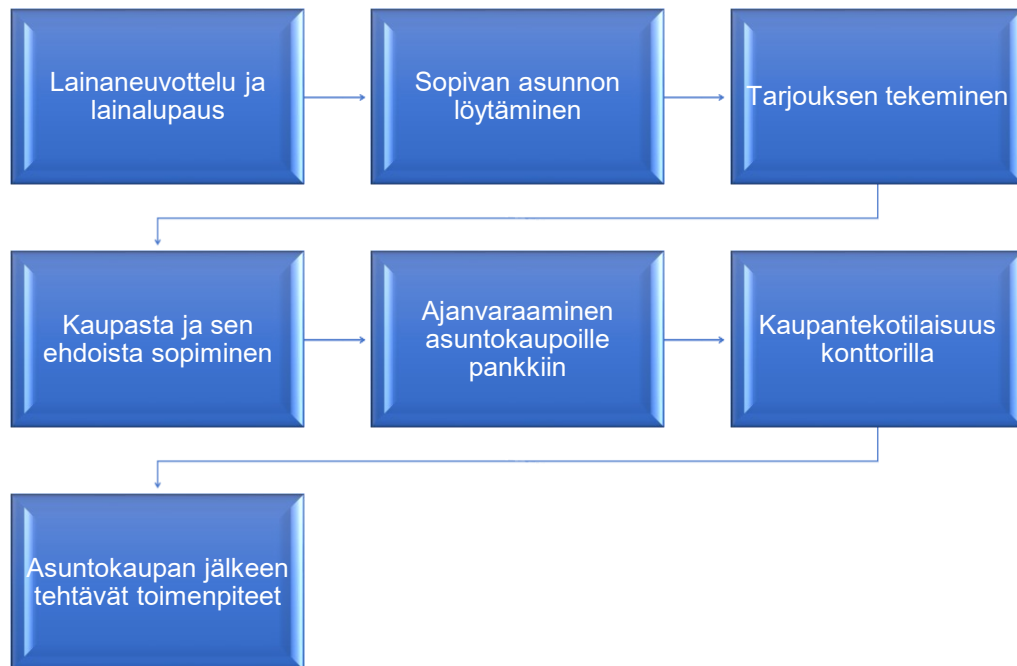 Lainaneuvottelu ja
lainalupaus
Sopivan asunnon
löytäminen
Tarjouksen tekeminen
Kaupasta ja sen
ehdoista sopiminen
Ajanvaraaminen
asuntokaupoille
pankkiin
Kaupantekotilaisuus
konttorilla
Asuntokaupan jälkeen
tehtävät toimenpiteet